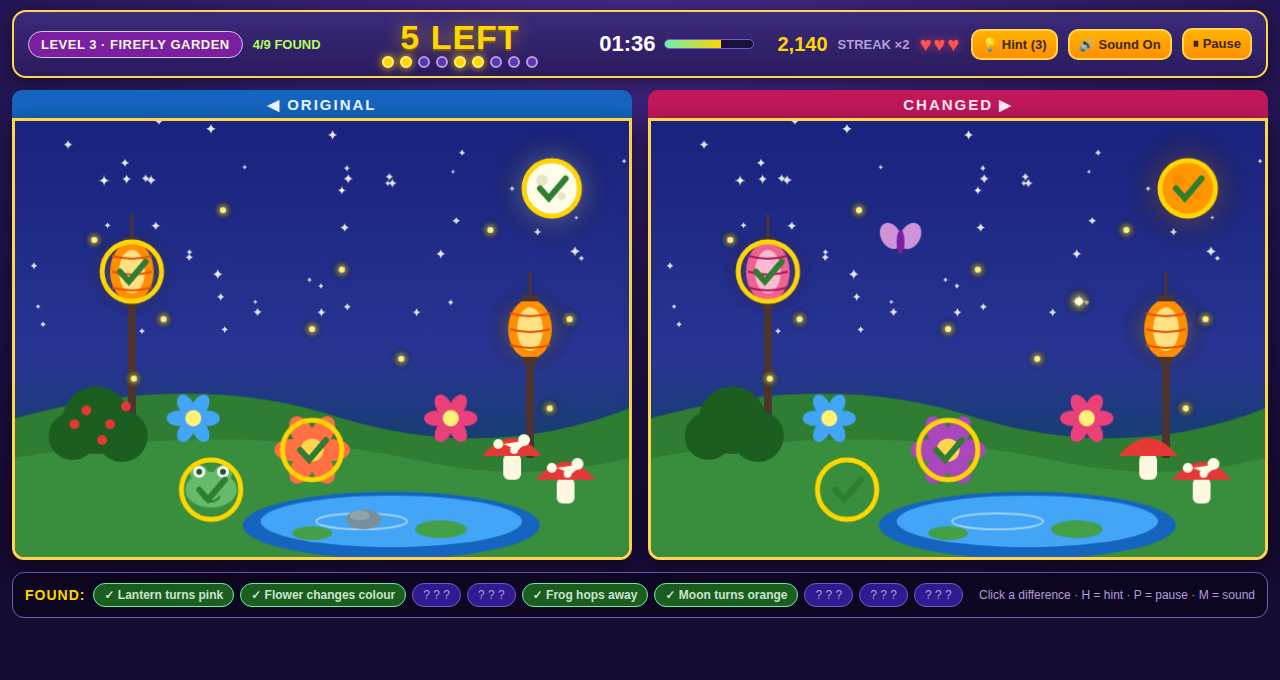 LEVEL 3 · FIREFLY GARDEN
4/9 FOUND
5 LEFT
01:36
2,140
STREAK ×2
♥♥♥
💡 Hint (3)
🔊 Sound On
⏸ Pause
◀ ORIGINAL
CHANGED ▶
FOUND:
✓ Lantern turns pink
✓ Flower changes colour
? ? ?
? ? ?
✓ Frog hops away
✓ Moon turns orange
? ? ?
? ? ?
? ? ?
Click a difference · H = hint · P = pause · M = sound